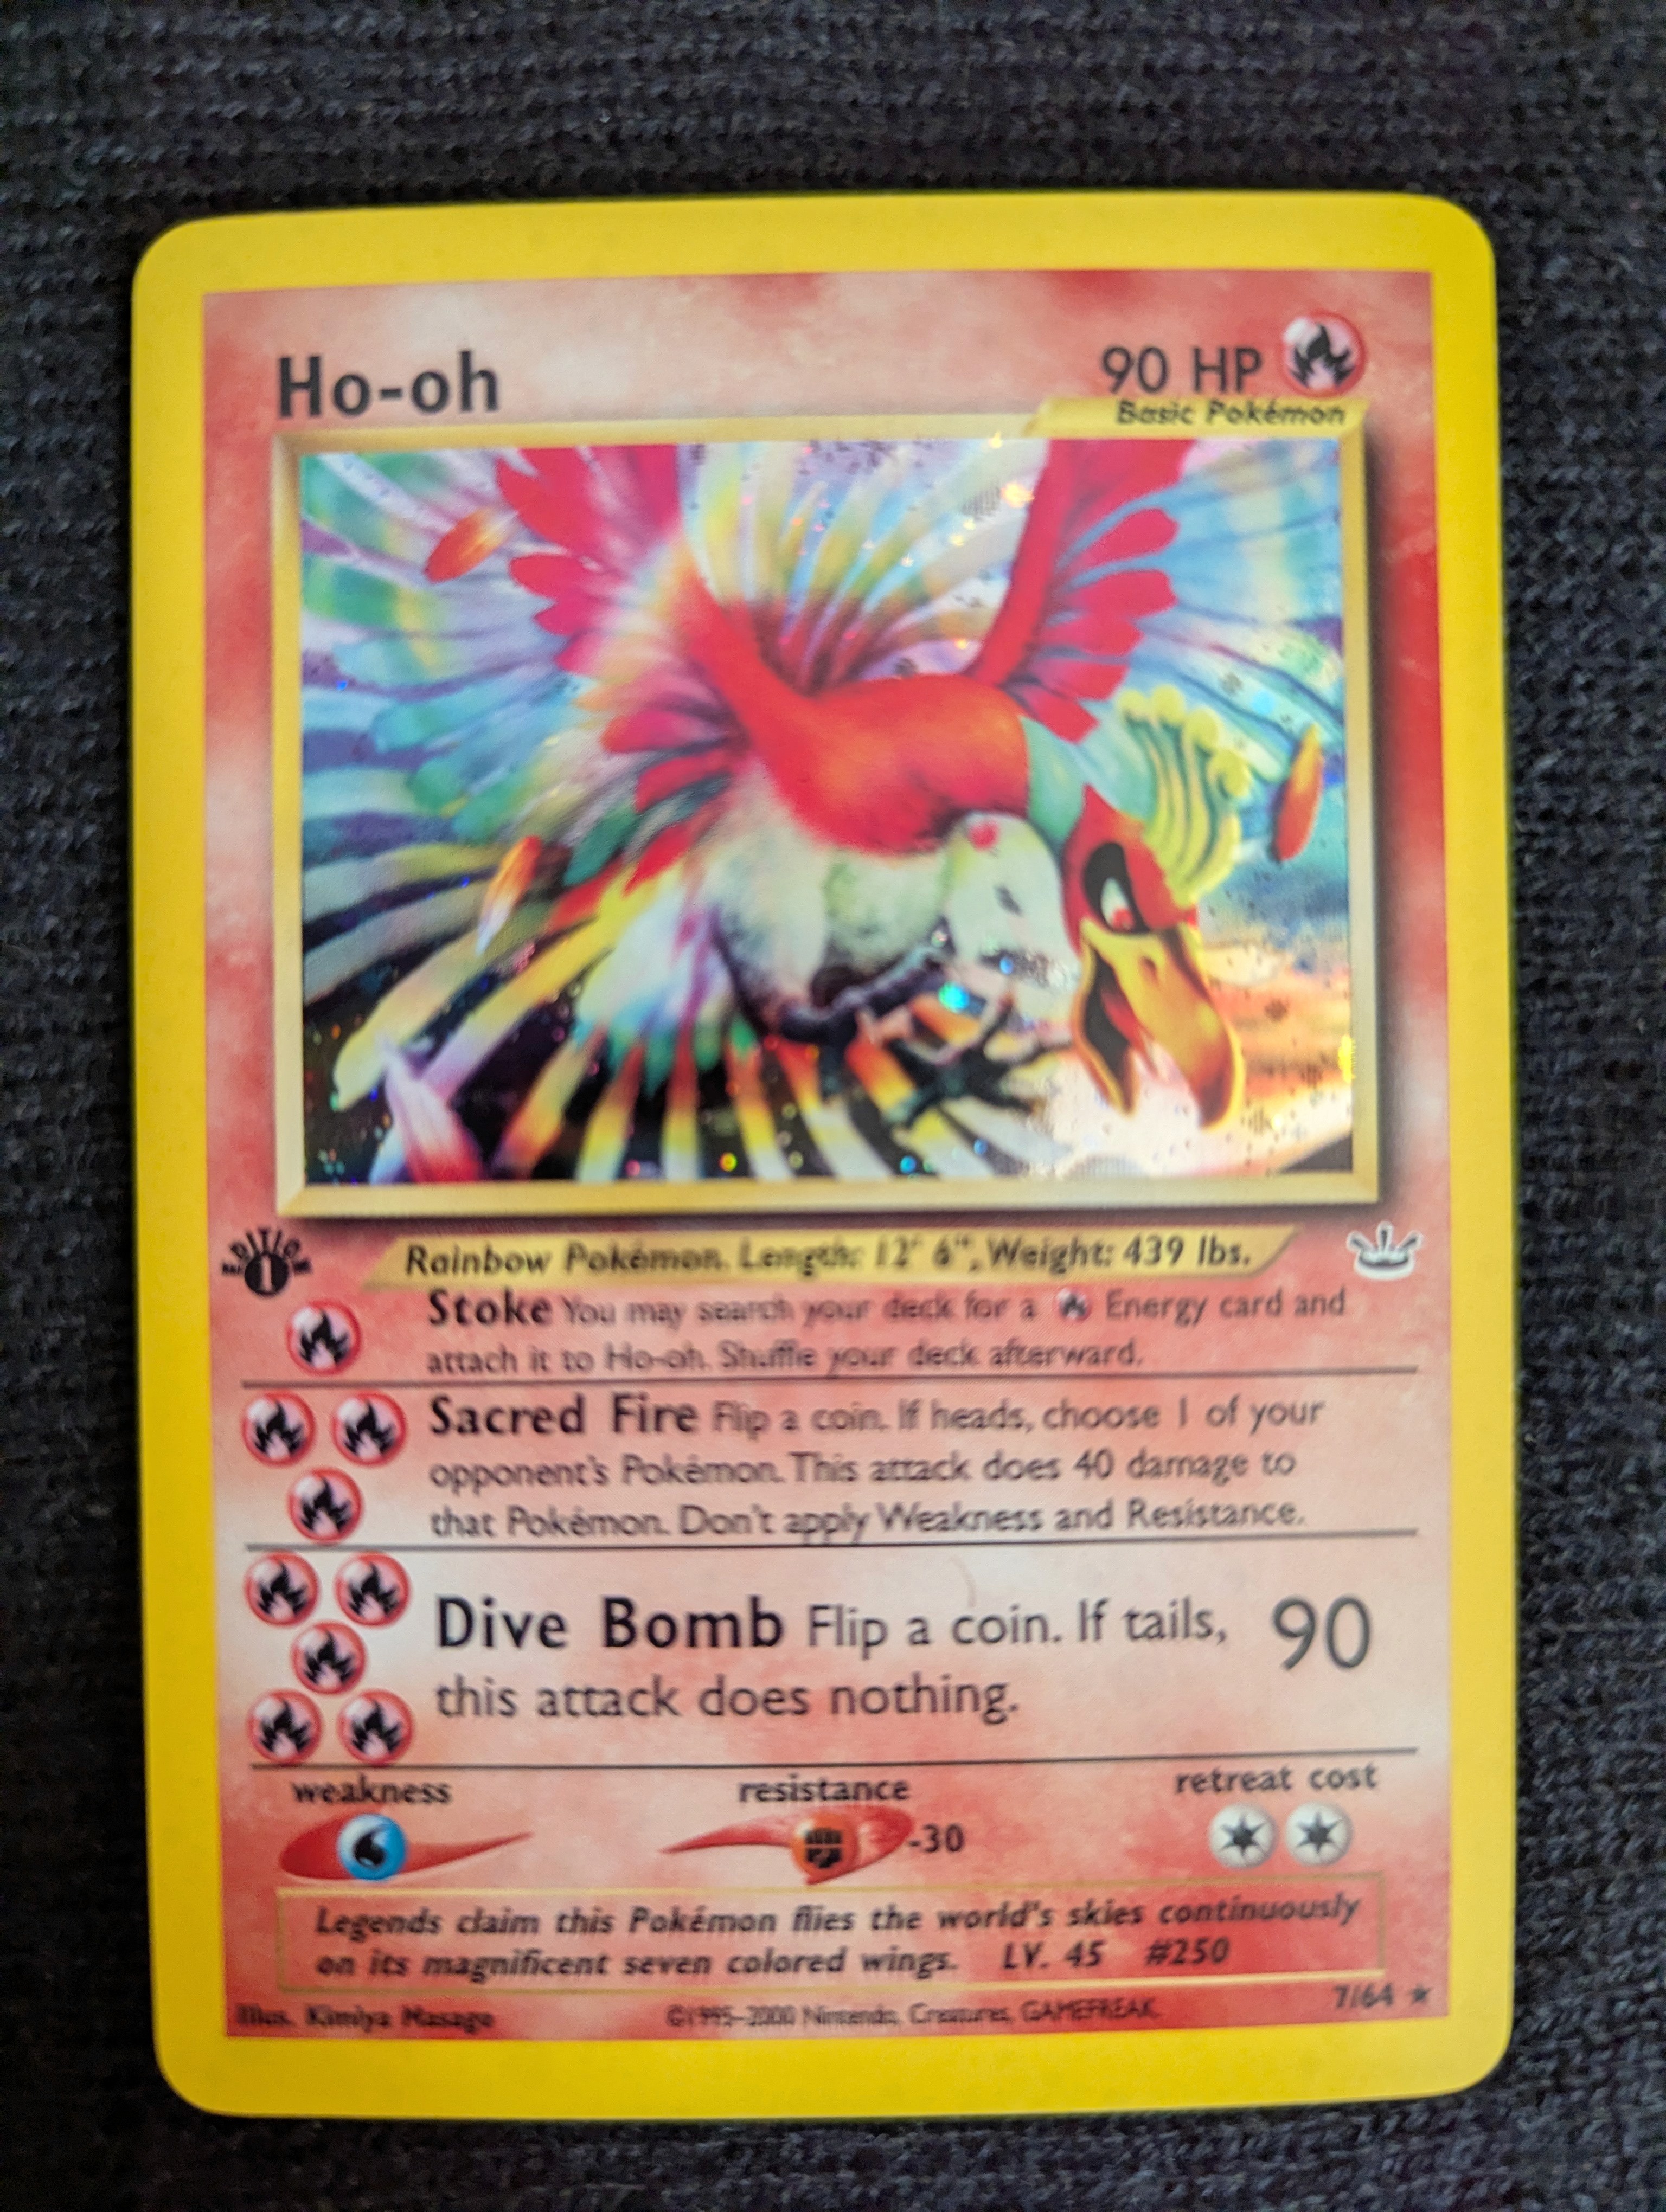 Ho-oh
90 HP
Basic Pokémon
EDITION
1
Rainbow Pokémon. Length: 12' 6", Weight: 439 lbs.
Stoke You may search your deck for a Energy card and
attach it to Ho-oh. Shuffle your deck afterward.
Sacred Fire Flip a coin. If heads, choose 1 of your
opponent's Pokémon. This attack does 40 damage to
that Pokémon. Don't apply Weakness and Resistance.
Dive Bomb Flip a coin. If tails, 90
this attack does nothing.
weakness resistance retreat cost
-30
Legends claim this Pokémon flies the world's skies continuously
on its magnificent seven colored wings. LV. 45 #250
7/64 ★
Illus. Kimiya Masago ©1995-2000 Nintendo, Creatures, GAMEFREAK.